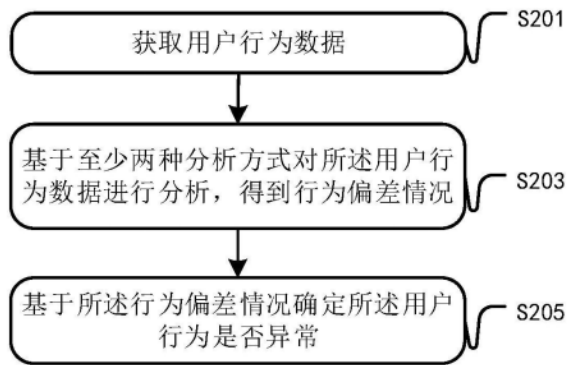 获取用户行为数据
S201
基于至少两种分析方式对所述用户行
为数据进行分析，得到行为偏差情况
S203
基于所述行为偏差情况确定所述用户
行为是否异常
S205